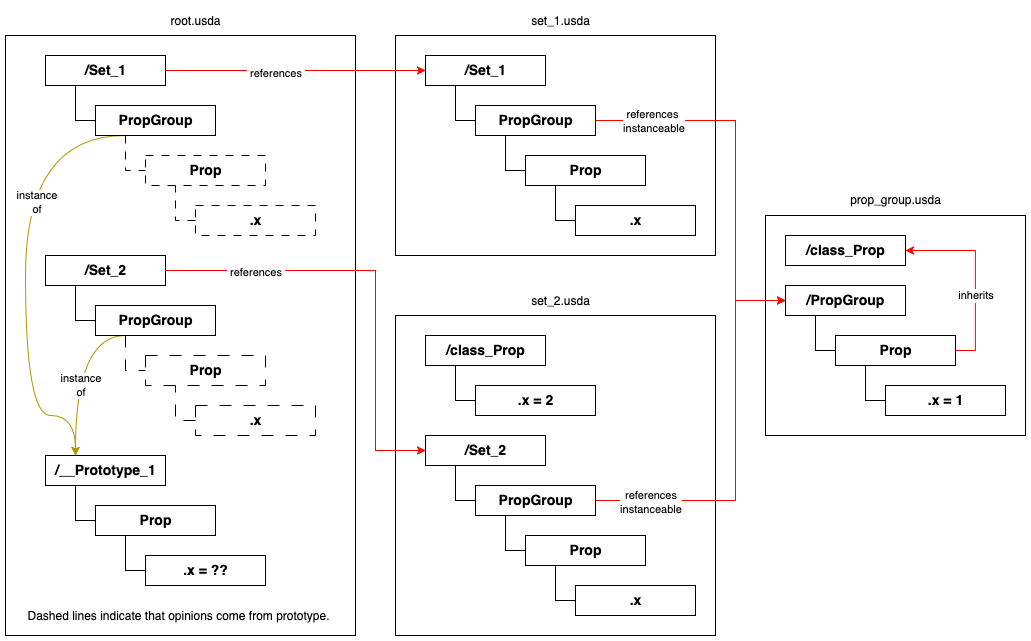 root.usda
/Set_1
references
PropGroup
Prop
.x
instance
of
/Set_2
references
PropGroup
Prop
.x
instance
of
/__Prototype_1
Prop
.x = ??
Dashed lines indicate that opinions come from prototype.
set_1.usda
/Set_1
PropGroup
references
instanceable
Prop
.x
set_2.usda
/class_Prop
.x = 2
/Set_2
PropGroup
references
instanceable
Prop
.x
prop_group.usda
/class_Prop
/PropGroup
inherits
Prop
.x = 1